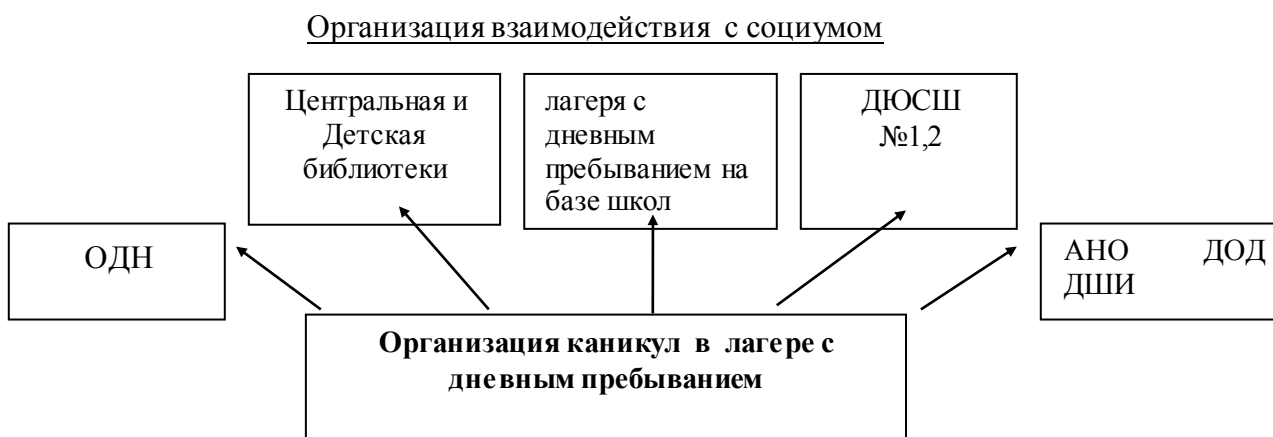 Организация взаимодействия с социумом
Центральная и
Детская
библиотеки
лагеря с
дневным
пребыванием на
базе школ
ДЮСШ
№1,2
ОДН
АНО ДОД
ДШИ
Организация каникул в лагере с
дневным пребыванием